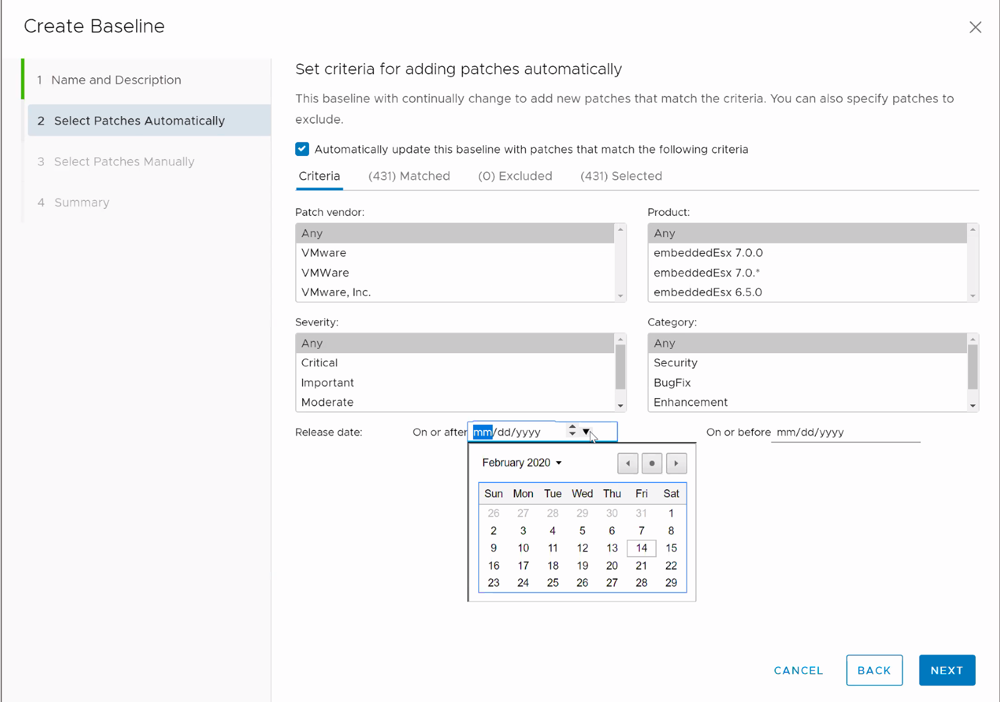 Create Baseline
1 Name and Description
2 Select Patches Automatically
3 Select Patches Manually
4 Summary
Set criteria for adding patches automatically
This baseline with continually change to add new patches that match the criteria. You can also specify patches to
exclude.
Automatically update this baseline with patches that match the following criteria
Criteria (431) Matched (0) Excluded (431) Selected
Patch vendor:
Any
VMware
VMWare
VMware, Inc.
Product:
Any
embeddedEsx 7.0.0
embeddedEsx 7.0.*
embeddedEsx 6.5.0
Severity:
Any
Critical
Important
Moderate
Category:
Any
Security
BugFix
Enhancement
Release date: On or after mm/dd/yyyy On or before mm/dd/yyyy
February 2020
Sun Mon Tue Wed Thu Fri Sat
26 27 28 29 30 31 1
2 3 4 5 6 7 8
9 10 11 12 13 14 15
16 17 18 19 20 21 22
23 24 25 26 27 28 29
CANCEL BACK NEXT